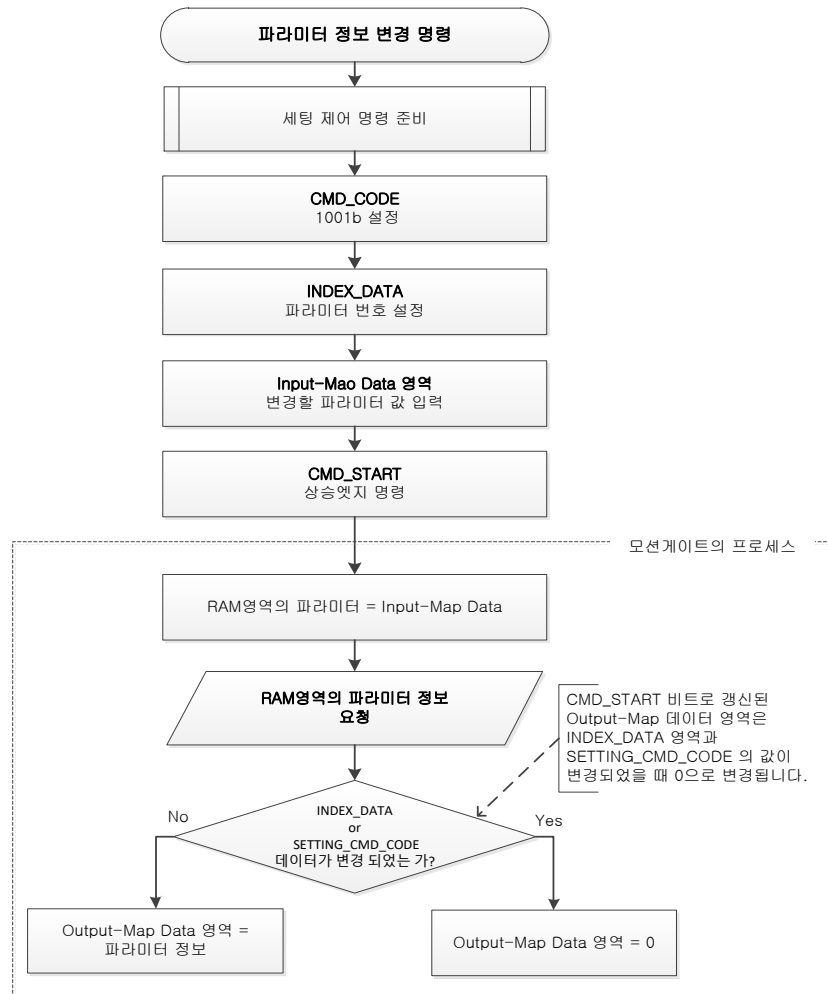 파라미터 정보 변경 명령
세팅 제어 명령 준비
CMD_CODE
1001b 설정
INDEX_DATA
파라미터 번호 설정
Input-Mao Data 영역
변경할 파라미터 값 입력
CMD_START
상승엣지 명령
모션게이트의 프로세스
RAM영역의 파라미터 = Input-Map Data
RAM영역의 파라미터 정보
요청
CMD_START 비트로 갱신된
Output-Map 데이터 영역은
INDEX_DATA 영역과
SETTING_CMD_CODE 의 값이
변경되었을 때 0으로 변경됩니다.
INDEX_DATA
or
SETTING_CMD_CODE
데이터가 변경 되었는 가?
No
Yes
Output-Map Data 영역 =
파라미터 정보
Output-Map Data 영역 = 0